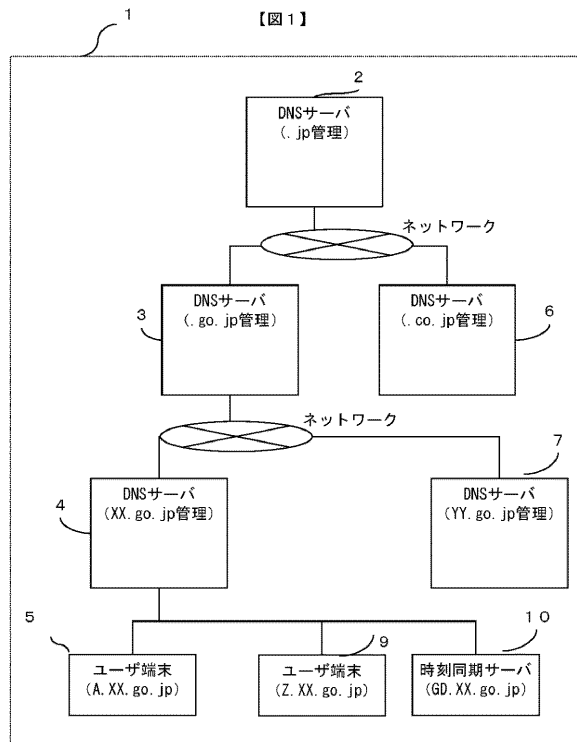 【図1】
1
2
DNSサーバ
(.jp管理)
ネットワーク
3
DNSサーバ
(.go.jp管理)
DNSサーバ
(.co.jp管理)
6
ネットワーク
7
4
DNSサーバ
(XX.go.jp管理)
DNSサーバ
(YY.go.jp管理)
5
9
10
ユーザ端末
(A.XX.go.jp)
ユーザ端末
(Z.XX.go.jp)
時刻同期サーバ
(GD.XX.go.jp)